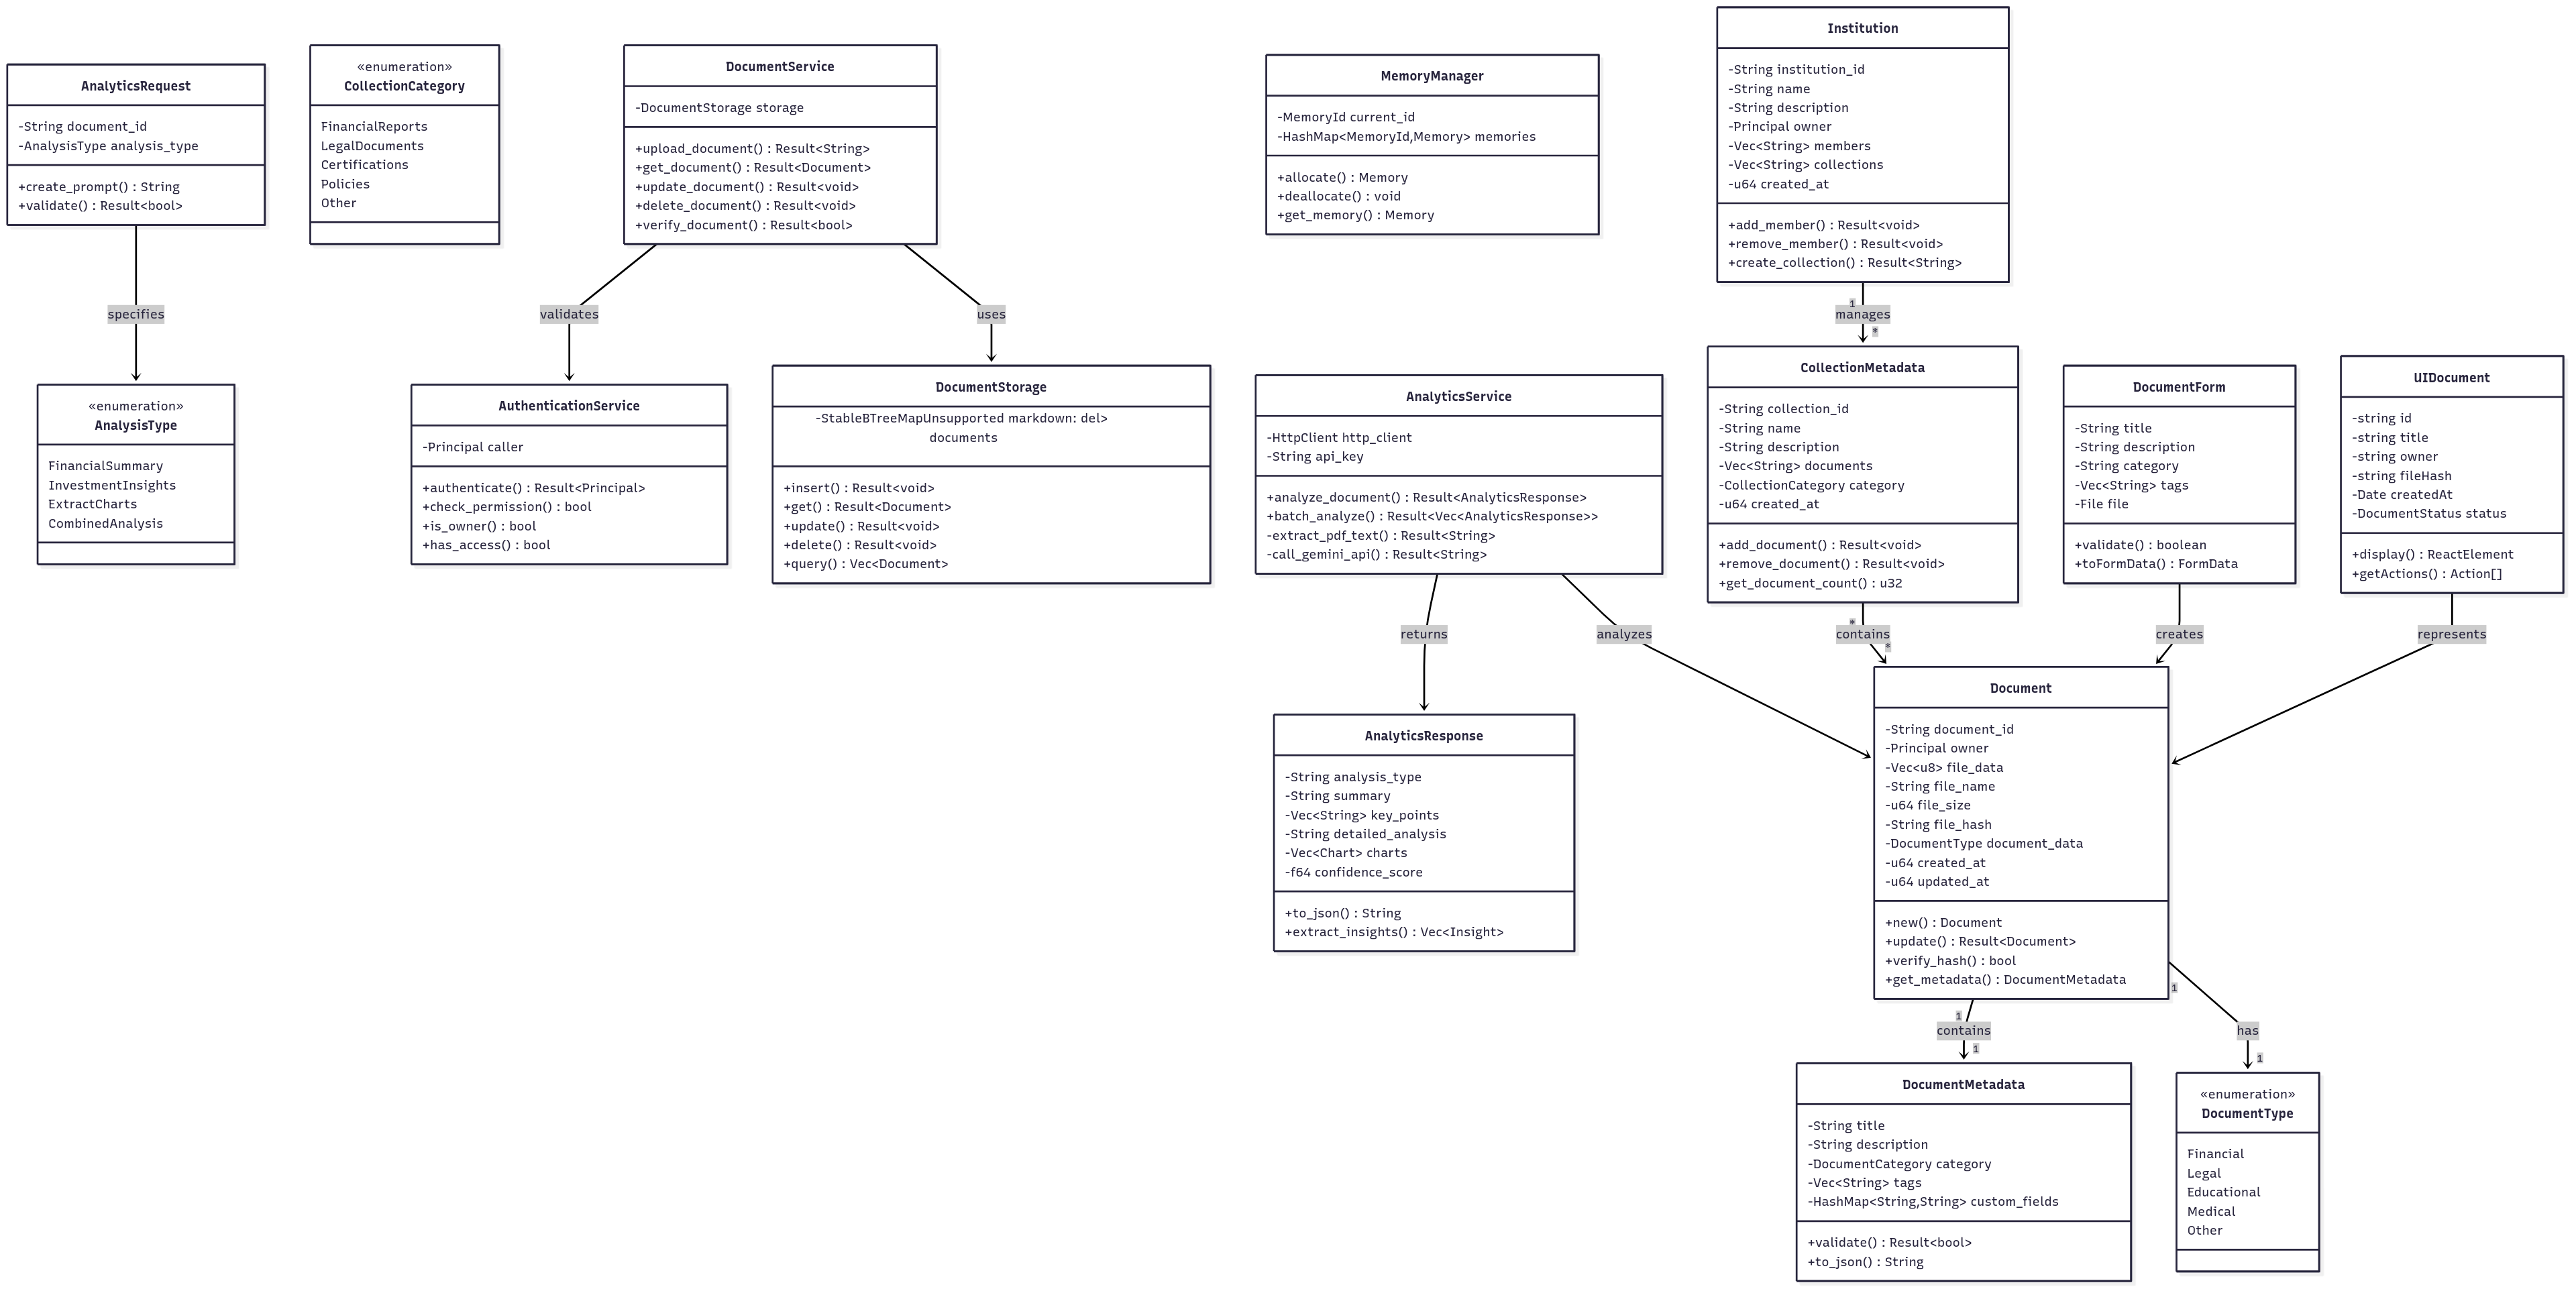 AnalyticsRequest
-String document_id
-AnalysisType analysis_type
+create_prompt() : String
+validate() : Result<bool>
«enumeration»
CollectionCategory
FinancialReports
LegalDocuments
Certifications
Policies
Other
DocumentService
-DocumentStorage storage
+upload_document() : Result<String>
+get_document() : Result<Document>
+update_document() : Result<void>
+delete_document() : Result<void>
+verify_document() : Result<bool>
MemoryManager
-MemoryId current_id
-HashMap<MemoryId,Memory> memories
+allocate() : Memory
+deallocate() : void
+get_memory() : Memory
Institution
-String institution_id
-String name
-String description
-Principal owner
-Vec<String> members
-Vec<String> collections
-u64 created_at
+add_member() : Result<void>
+remove_member() : Result<void>
+create_collection() : Result<String>
specifies
validates
uses
1
manages
*
«enumeration»
AnalysisType
FinancialSummary
InvestmentInsights
ExtractCharts
CombinedAnalysis
AuthenticationService
-Principal caller
+authenticate() : Result<Principal>
+check_permission() : bool
+is_owner() : bool
+has_access() : bool
DocumentStorage
-StableBTreeMapUnsupported markdown: del>
documents
+insert() : Result<void>
+get() : Result<Document>
+update() : Result<void>
+delete() : Result<void>
+query() : Vec<Document>
AnalyticsService
-HttpClient http_client
-String api_key
+analyze_document() : Result<AnalyticsResponse>
+batch_analyze() : Result<Vec<AnalyticsResponse>>
-extract_pdf_text() : Result<String>
-call_gemini_api() : Result<String>
CollectionMetadata
-String collection_id
-String name
-String description
-Vec<String> documents
-CollectionCategory category
-u64 created_at
+add_document() : Result<void>
+remove_document() : Result<void>
+get_document_count() : u32
DocumentForm
-String title
-String description
-String category
-Vec<String> tags
-File file
+validate() : boolean
+toFormData() : FormData
UIDocument
-string id
-string title
-string owner
-string fileHash
-Date createdAt
-DocumentStatus status
+display() : ReactElement
+getActions() : Action[]
returns
analyzes
*
contains
*
creates
represents
AnalyticsResponse
-String analysis_type
-String summary
-Vec<String> key_points
-String detailed_analysis
-Vec<Chart> charts
-f64 confidence_score
+to_json() : String
+extract_insights() : Vec<Insight>
Document
-String document_id
-Principal owner
-Vec<u8> file_data
-String file_name
-u64 file_size
-String file_hash
-DocumentType document_data
-u64 created_at
-u64 updated_at
+new() : Document
+update() : Result<Document>
+verify_hash() : bool
+get_metadata() : DocumentMetadata
1
contains
1
1
has
1
DocumentMetadata
-String title
-String description
-DocumentCategory category
-Vec<String> tags
-HashMap<String,String> custom_fields
+validate() : Result<bool>
+to_json() : String
«enumeration»
DocumentType
Financial
Legal
Educational
Medical
Other